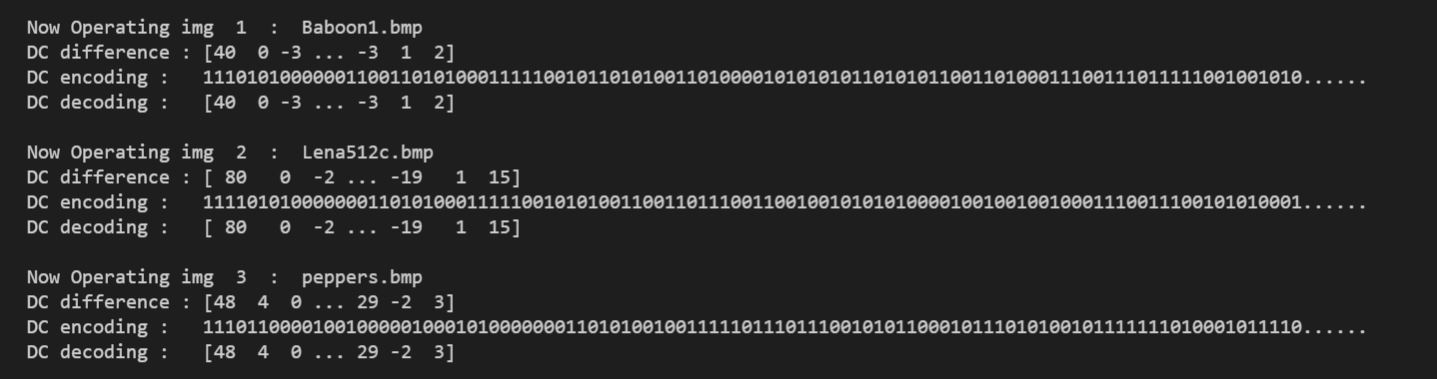 Now Operating img  1  :  Baboon1.bmp
DC difference : [40  0 -3 ... -3  1  2]
DC encoding :   1110101000000110011010100011111001011010100110100001010101011010101100110100011100111011111001001010......
DC decoding :   [40  0 -3 ... -3  1  2]
Now Operating img  2  :  Lena512c.bmp
DC difference : [ 80   0  -2 ... -19   1  15]
DC encoding :   1111010100000001101010001111100101010011001101110011001001010101000010010010010001110011100101010001......
DC decoding :   [ 80   0  -2 ... -19   1  15]
Now Operating img  3  :  peppers.bmp
DC difference : [48  4  0 ... 29 -2  3]
DC encoding :   1110110000100100000100010100000001101010010011111011101110010101100010111010100101111111010001011110......
DC decoding :   [48  4  0 ... 29 -2  3]